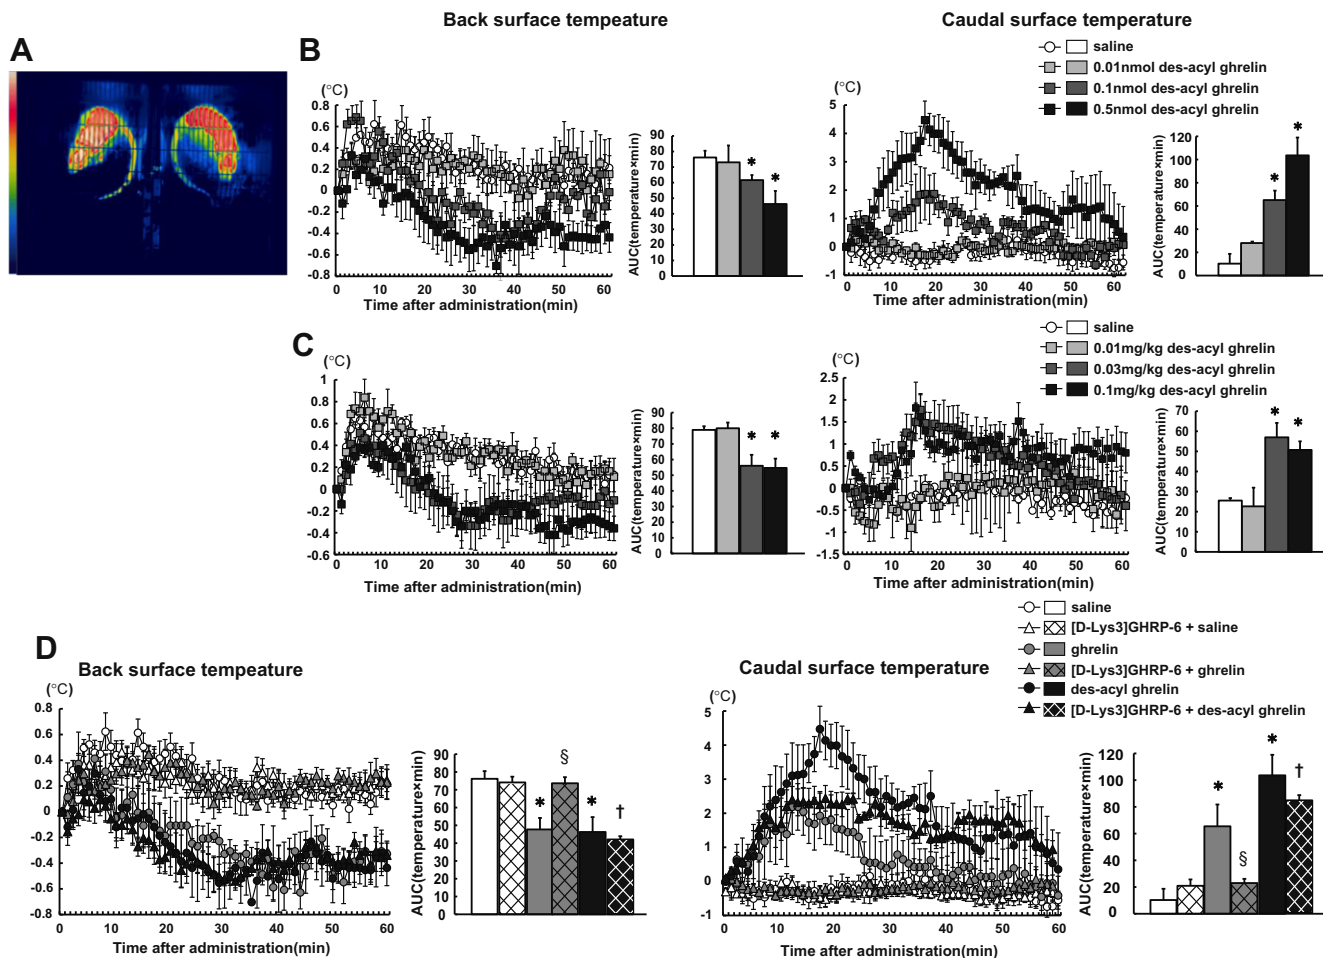 Back surface tempeature
Caudal surface temperature
A
B
saline
0.01nmol des-acyl ghrelin
0.1nmol des-acyl ghrelin
0.5nmol des-acyl ghrelin
(°C)
0.8
0.6
0.4
0.2
0
-0.2
-0.4
-0.6
-0.8
0 10 20 30 40 50 60
Time after administration(min)
AUC(temperature×min)
90
80
70
60
50
40
30
20
10
0
* *
(°C)
5
4
3
2
1
0
-1
0 10 20 30 40 50 60
Time after administration(min)
AUC(temperature×min)
120
100
80
60
40
20
0
* *
C
saline
0.01mg/kg des-acyl ghrelin
0.03mg/kg des-acyl ghrelin
0.1mg/kg des-acyl ghrelin
(°C)
1
0.8
0.6
0.4
0.2
0
-0.2
-0.4
-0.6
0 10 20 30 40 50 60
Time after administration(min)
AUC(temperature×min)
90
80
70
60
50
40
30
20
10
0
* *
(°C)
2.5
2
1.5
1
0.5
0
-0.5
-1
-1.5
0 10 20 30 40 50 60
Time after administration(min)
AUC(temperature×min)
70
60
50
40
30
20
10
0
* *
D
Back surface tempeature
Caudal surface temperature
saline
[D-Lys3]GHRP-6 + saline
ghrelin
[D-Lys3]GHRP-6 + ghrelin
des-acyl ghrelin
[D-Lys3]GHRP-6 + des-acyl ghrelin
(°C)
0.8
0.6
0.4
0.2
0
-0.2
-0.4
-0.6
-0.8
0 10 20 30 40 50 60
Time after administration(min)
AUC(temperature×min)
90
80
70
60
50
40
30
20
10
0
* § * †
(°C)
5
4
3
2
1
0
-1
0 10 20 30 40 50 60
Time after administration(min)
AUC(temperature×min)
120
100
80
60
40
20
0
* § * †